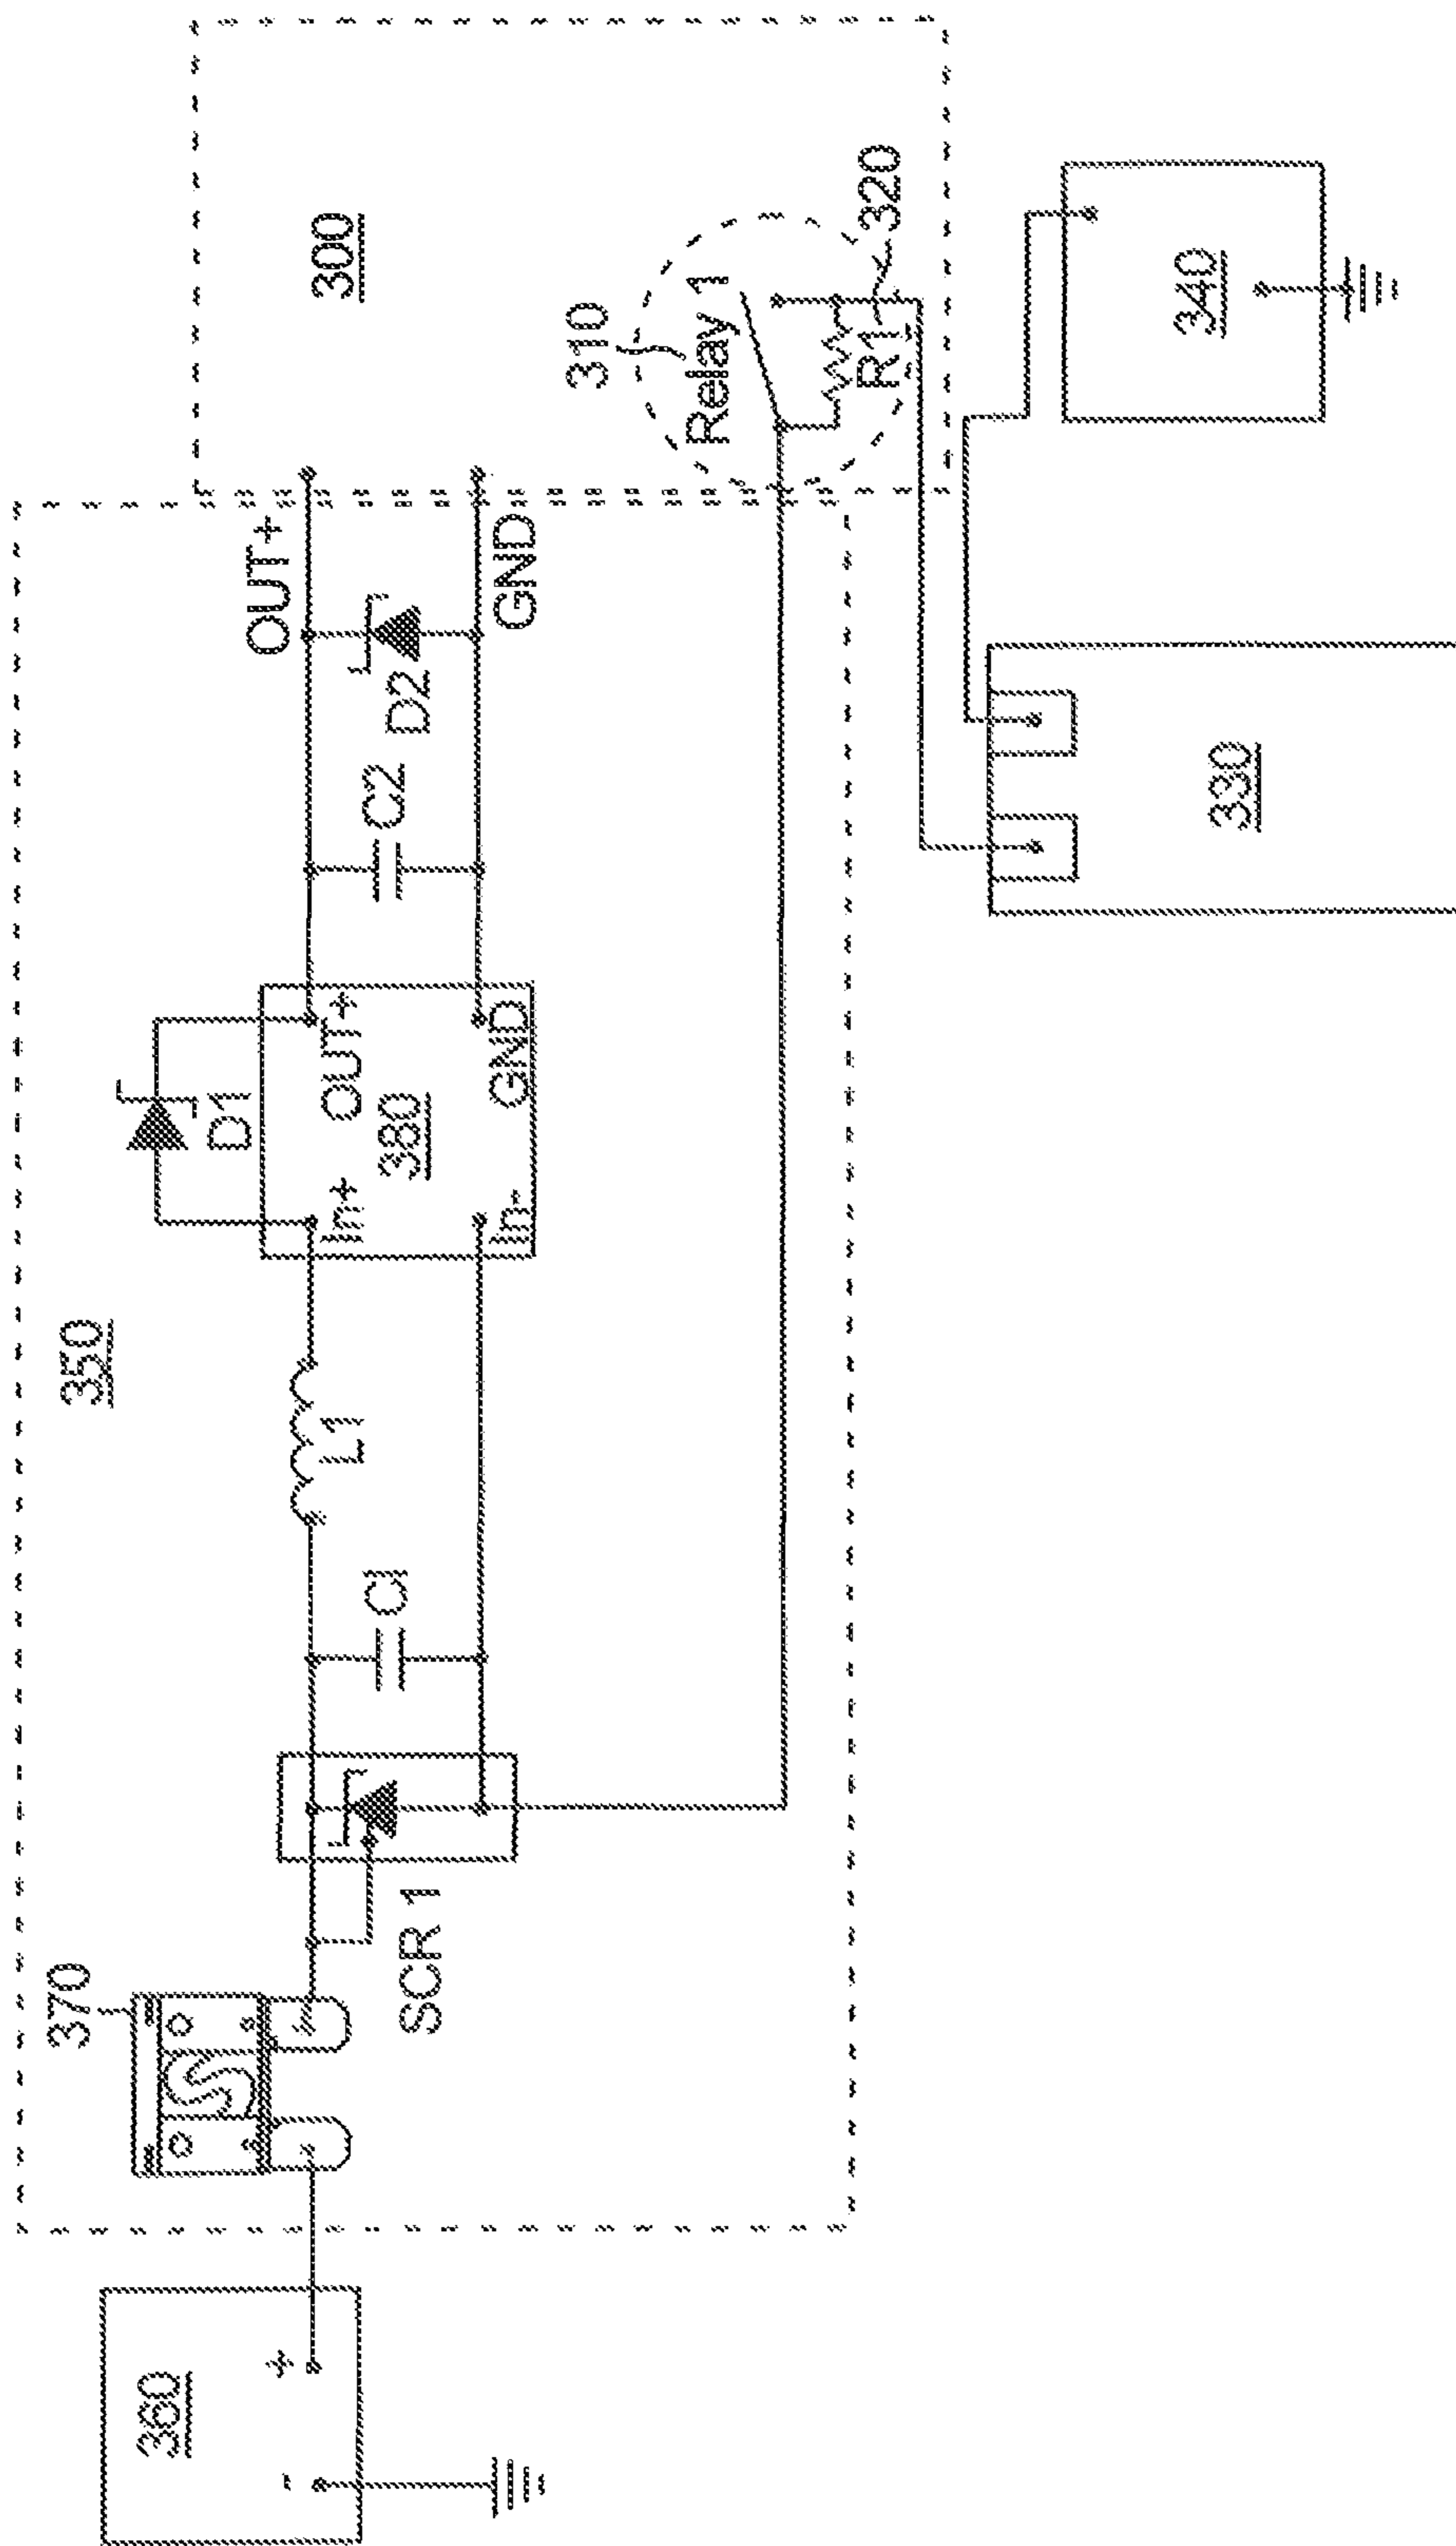 350
300
370
D1
OUT+
In+
OUT+
380
L1
CI
C2
D2
In-
GND
GND
SCR 1
360
+
-
310
Relay 1
R1
320
330
340